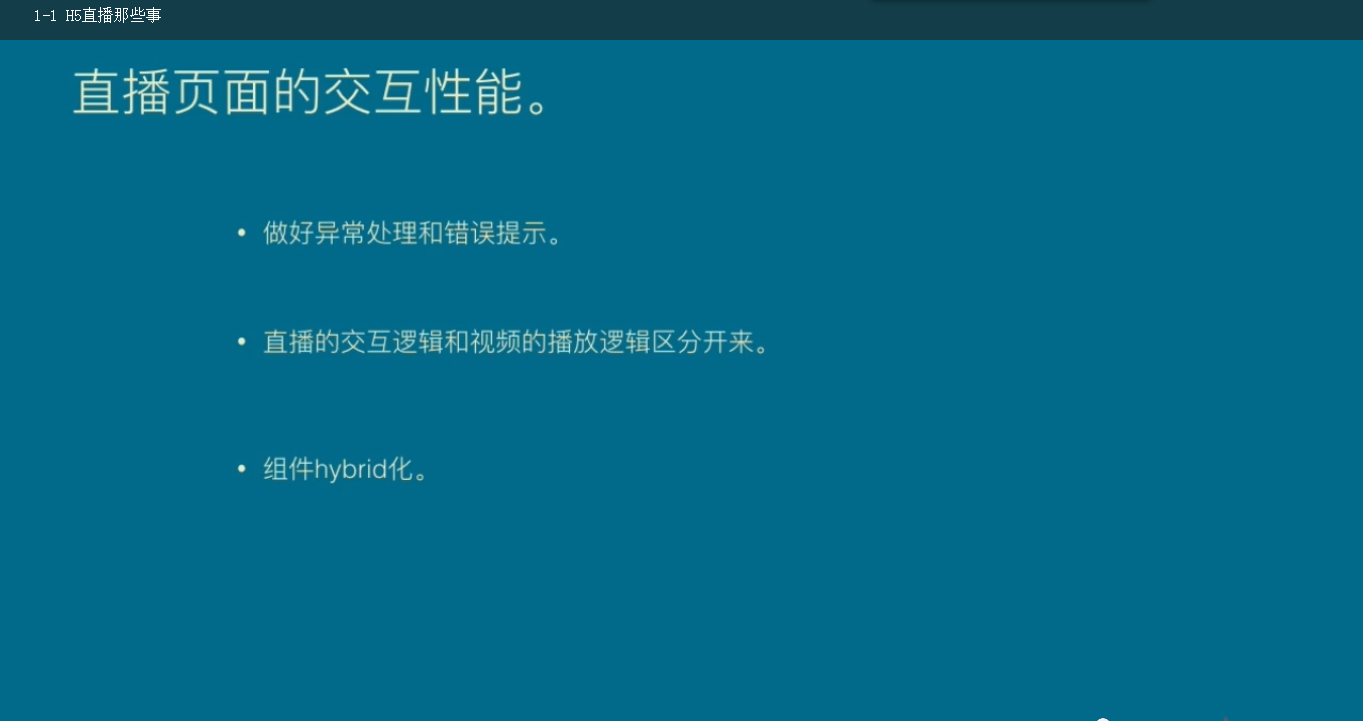 1-1 H5直播那些事
直播页面的交互性能。
• 做好异常处理和错误提示。
• 直播的交互逻辑和视频的播放逻辑区分开来。
• 组件hybrid化。